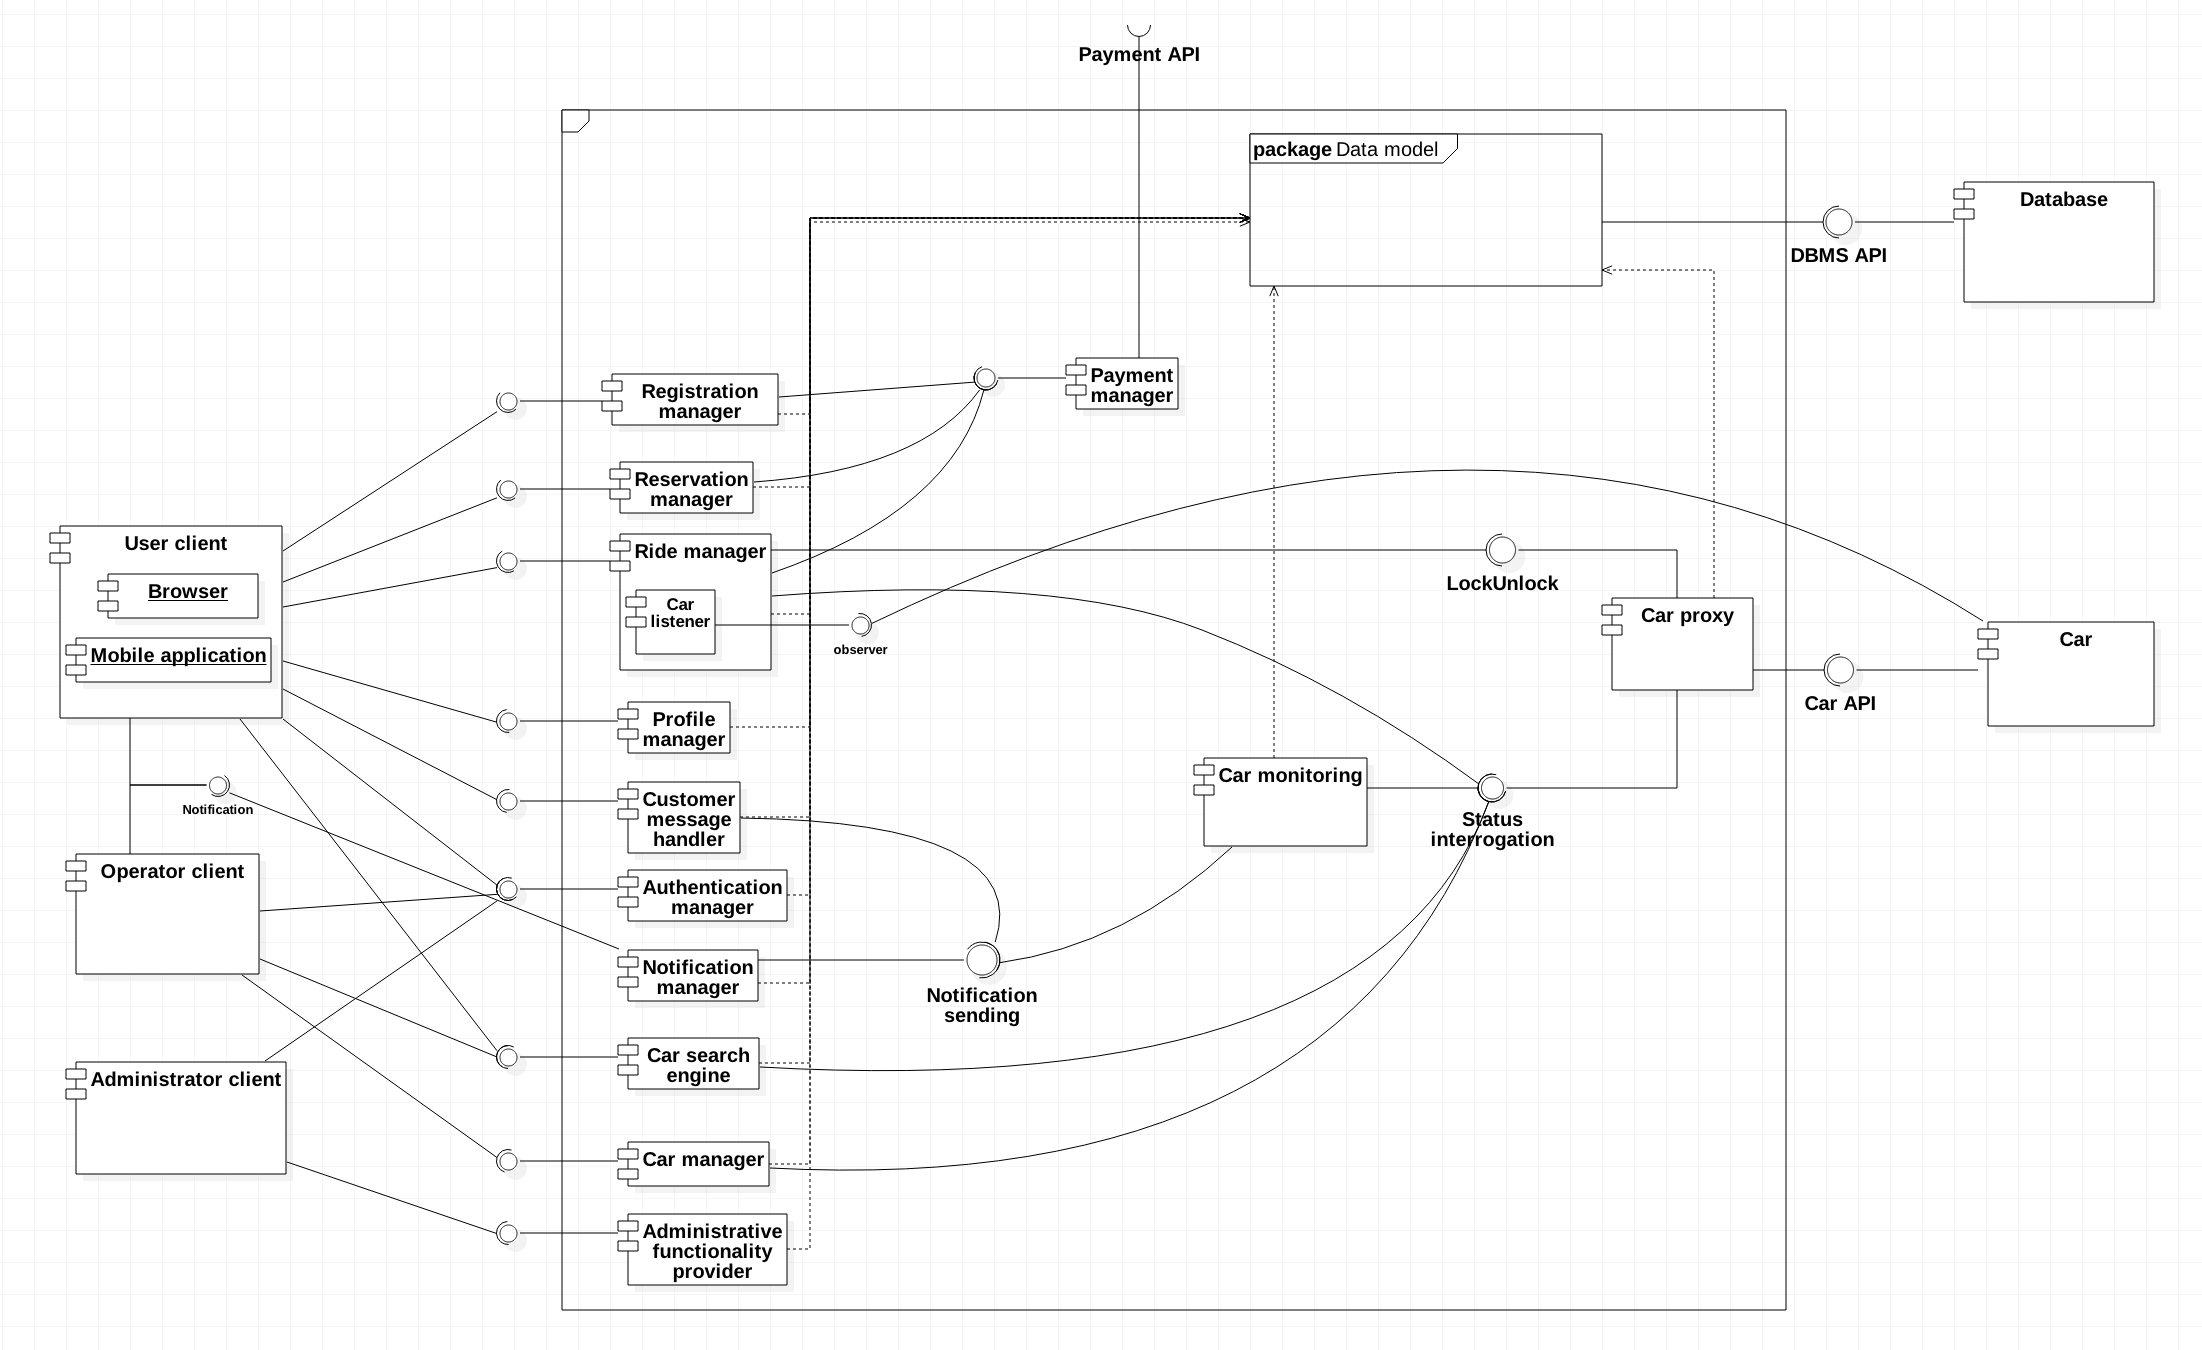 Payment API
package Data model
Database
DBMS API
Payment
manager
Registration
manager
Reservation
manager
User client
Browser
Mobile application
Ride manager
Car
listener
observer
LockUnlock
Car proxy
Car
Car API
Profile
manager
Notification
Customer
message
handler
Car monitoring
Status
interrogation
Operator client
Authentication
manager
Notification
manager
Notification
sending
Car search
engine
Administrator client
Car manager
Administrative
functionality
provider